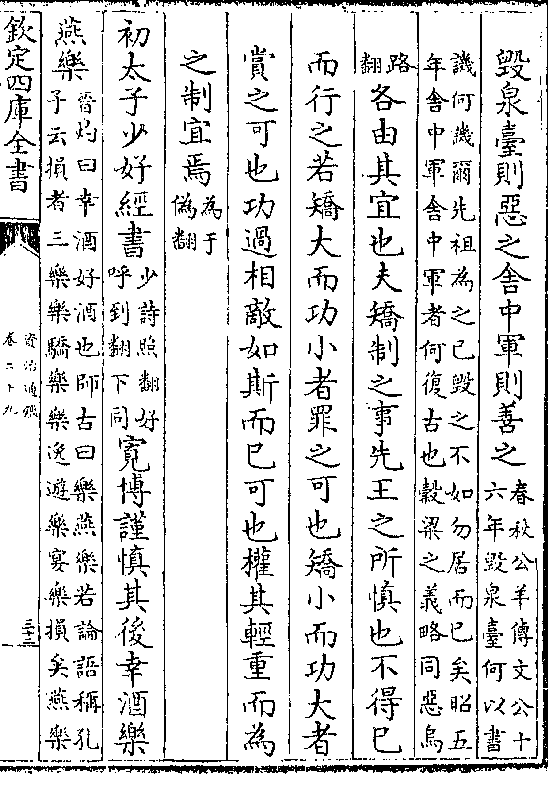 毀泉臺則惡之舍中軍則善之春秋公羊傳文公十六年毀泉臺何以書
譏何譏爾先祖為之已毀之不如勿居而已矣昭五年舍中軍舍中軍者何復古也穀梁之義略同惡烏
路翻各由其宜也夫矯制之事先王之所慎也不得已
而行之若矯大而功小者罪之可也矯小而功大者
賞之可也功過相敵如斯而已可也權其輕重而為
之制宜焉為于偽翻
初太子少好經書少詩照翻好呼到翻下同寬博謹慎其後幸酒樂
燕樂晉灼曰幸酒好酒也師古曰樂燕樂若論語稱孔子云損者三樂樂驕樂樂逸遊樂宴樂損矣燕樂
欽定四庫全書
資治通鑑
卷二十九
三十三